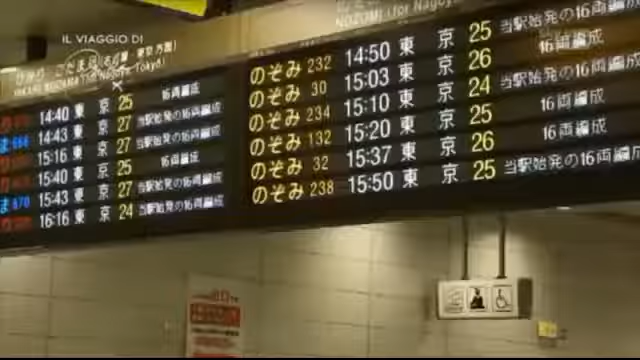 IL VIAGGIO DI
NOZOMI (for Nagoya
14:40 東 京 25 16両編成
14:43 東 京 27 当駅始発の16両編成
15:16 東 京 27 当駅始発の16両編成
15:40 東 京 25 16両編成
ま 670 15:43 東 京 27 当駅始発の16両編成
16:16 東 京 24 当駅始発の16両編成
のぞみ 232 14:50 東 京 25 当駅始発の16両編成
のぞみ 30 15:03 東 京 26 16両編成
のぞみ 234 15:10 東 京 24 当駅始発の16両編成
のぞみ 132 15:20 東 京 25 16両編成
のぞみ 32 15:37 東 京 26 16両編成
のぞみ 238 15:50 東 京 25 当駅始発の16両編成